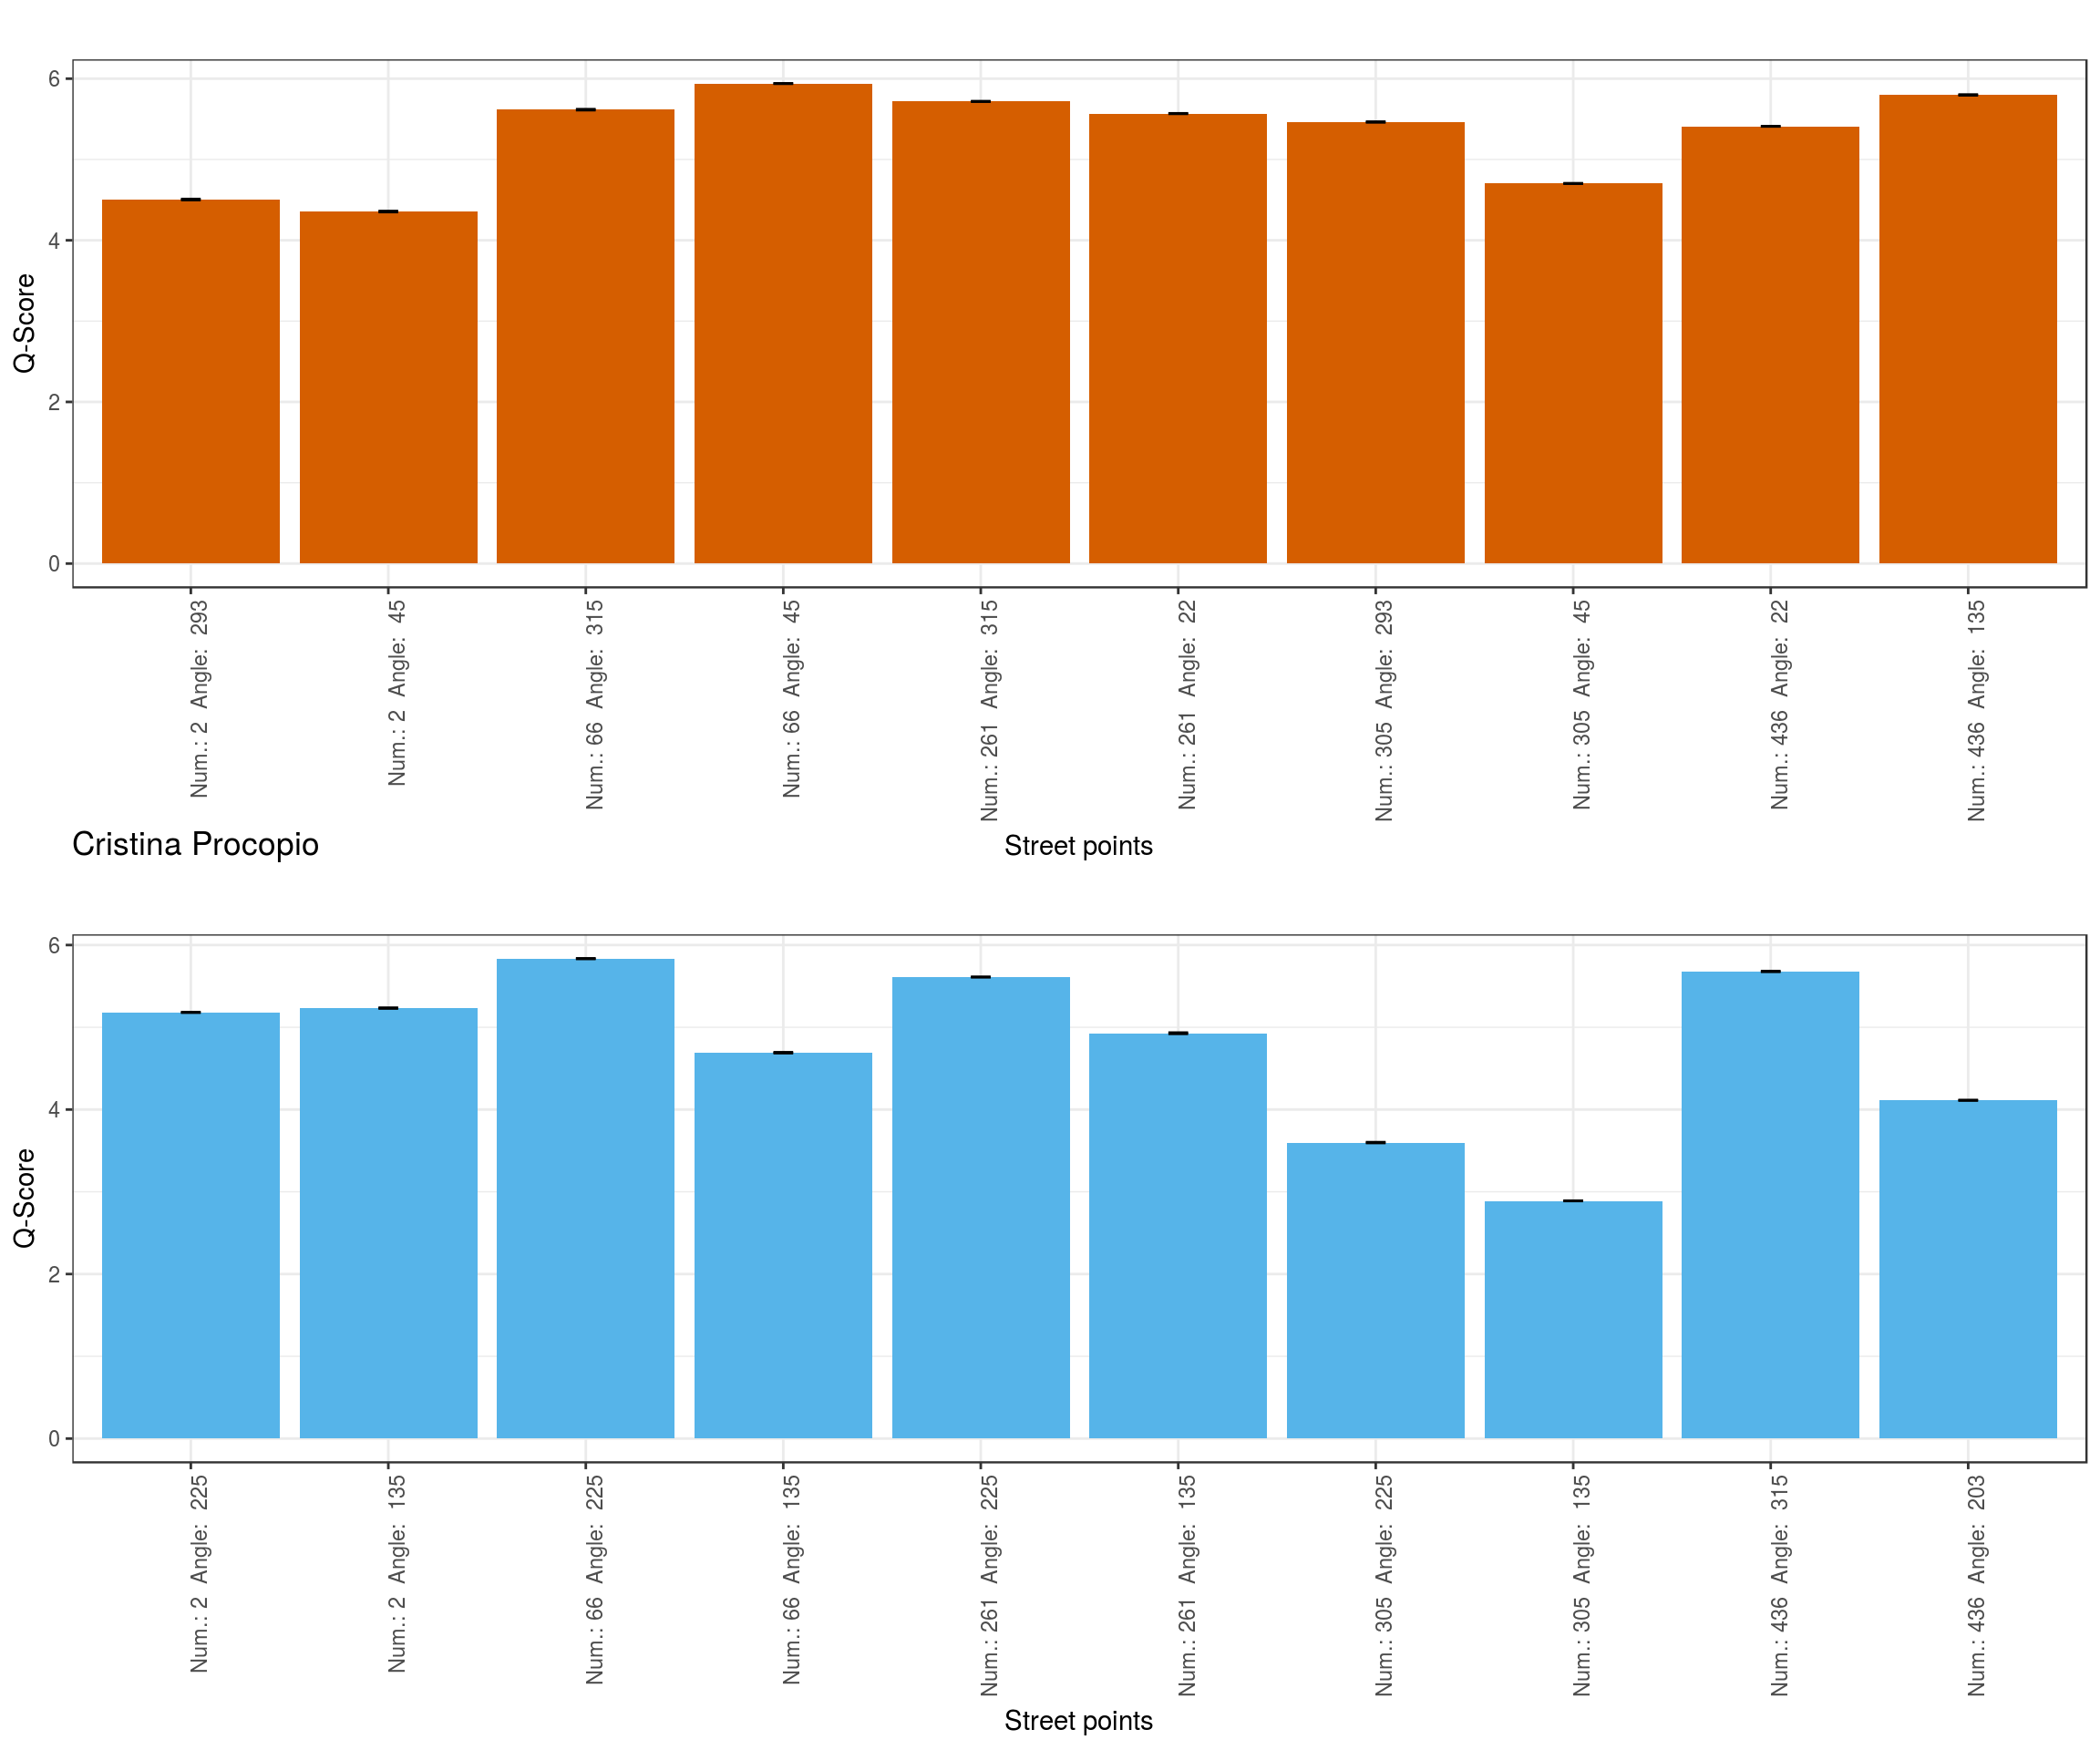 6
4
2
0
Q-Score
Num.: 2 Angle: 293
Num.: 2 Angle: 45
Num.: 66 Angle: 315
Num.: 66 Angle: 45
Num.: 261 Angle: 315
Num.: 261 Angle: 22
Num.: 305 Angle: 293
Num.: 305 Angle: 45
Num.: 436 Angle: 22
Num.: 436 Angle: 135
Street points
Cristina Procopio
6
4
2
0
Q-Score
Num.: 2 Angle: 225
Num.: 2 Angle: 135
Num.: 66 Angle: 225
Num.: 66 Angle: 135
Num.: 261 Angle: 225
Num.: 261 Angle: 135
Num.: 305 Angle: 225
Num.: 305 Angle: 135
Num.: 436 Angle: 315
Num.: 436 Angle: 203
Street points